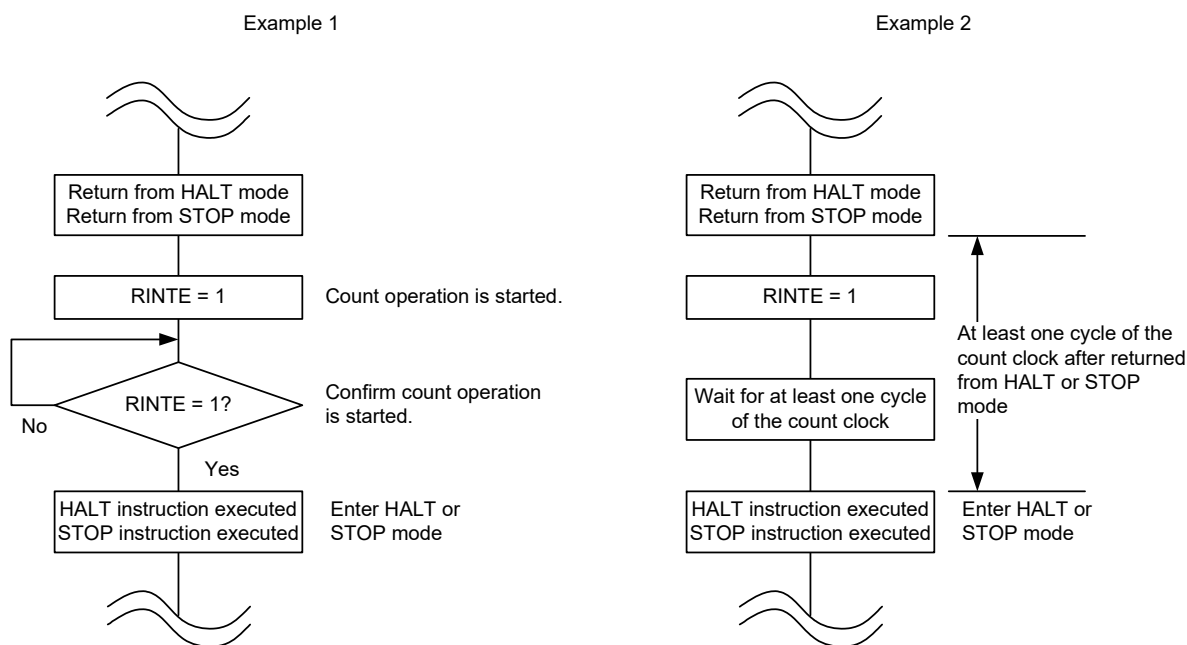 Example 1
Return from HALT mode
Return from STOP mode
RINTE = 1
Count operation is started.
RINTE = 1?
No
Yes
Confirm count operation
is started.
HALT instruction executed
STOP instruction executed
Enter HALT or
STOP mode
Example 2
Return from HALT mode
Return from STOP mode
RINTE = 1
Wait for at least one cycle
of the count clock
At least one cycle of the
count clock after returned
from HALT or STOP
mode
HALT instruction executed
STOP instruction executed
Enter HALT or
STOP mode